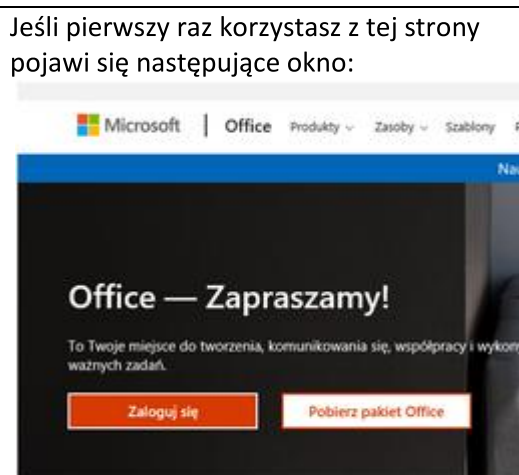 Jeśli pierwszy raz korzystasz z tej strony
pojawi się następujące okno:
Microsoft | Office Produkty Zasoby Szablony
Office — Zapraszamy!
To Twoje miejsce do tworzenia, komunikowania się, współpracy i
ważnych zadań.
Zaloguj się Pobierz pakiet Office